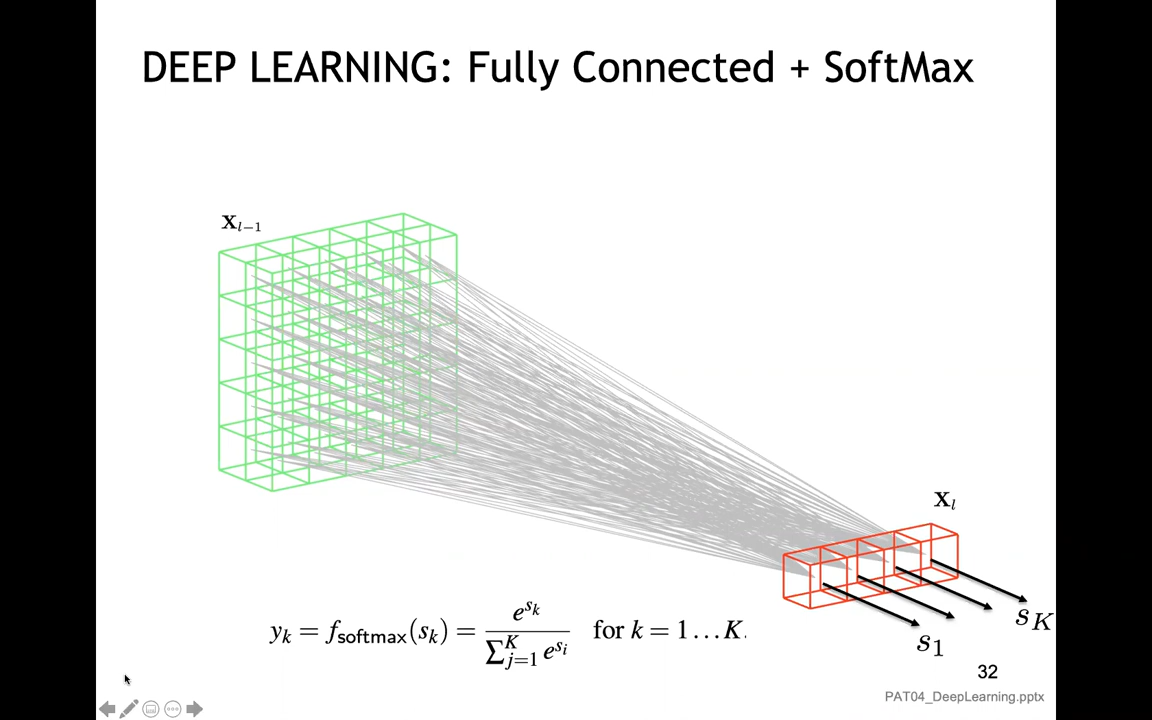 DEEP LEARNING: Fully Connected + SoftMax
X_{l−1}
X_l
s_K
s_1
y_k = f_softmax(s_k) = e^{s_k} / ∑_{j=1}^{K} e^{s_i} for k = 1…K.
32
PAT04_DeepLearning.pptx